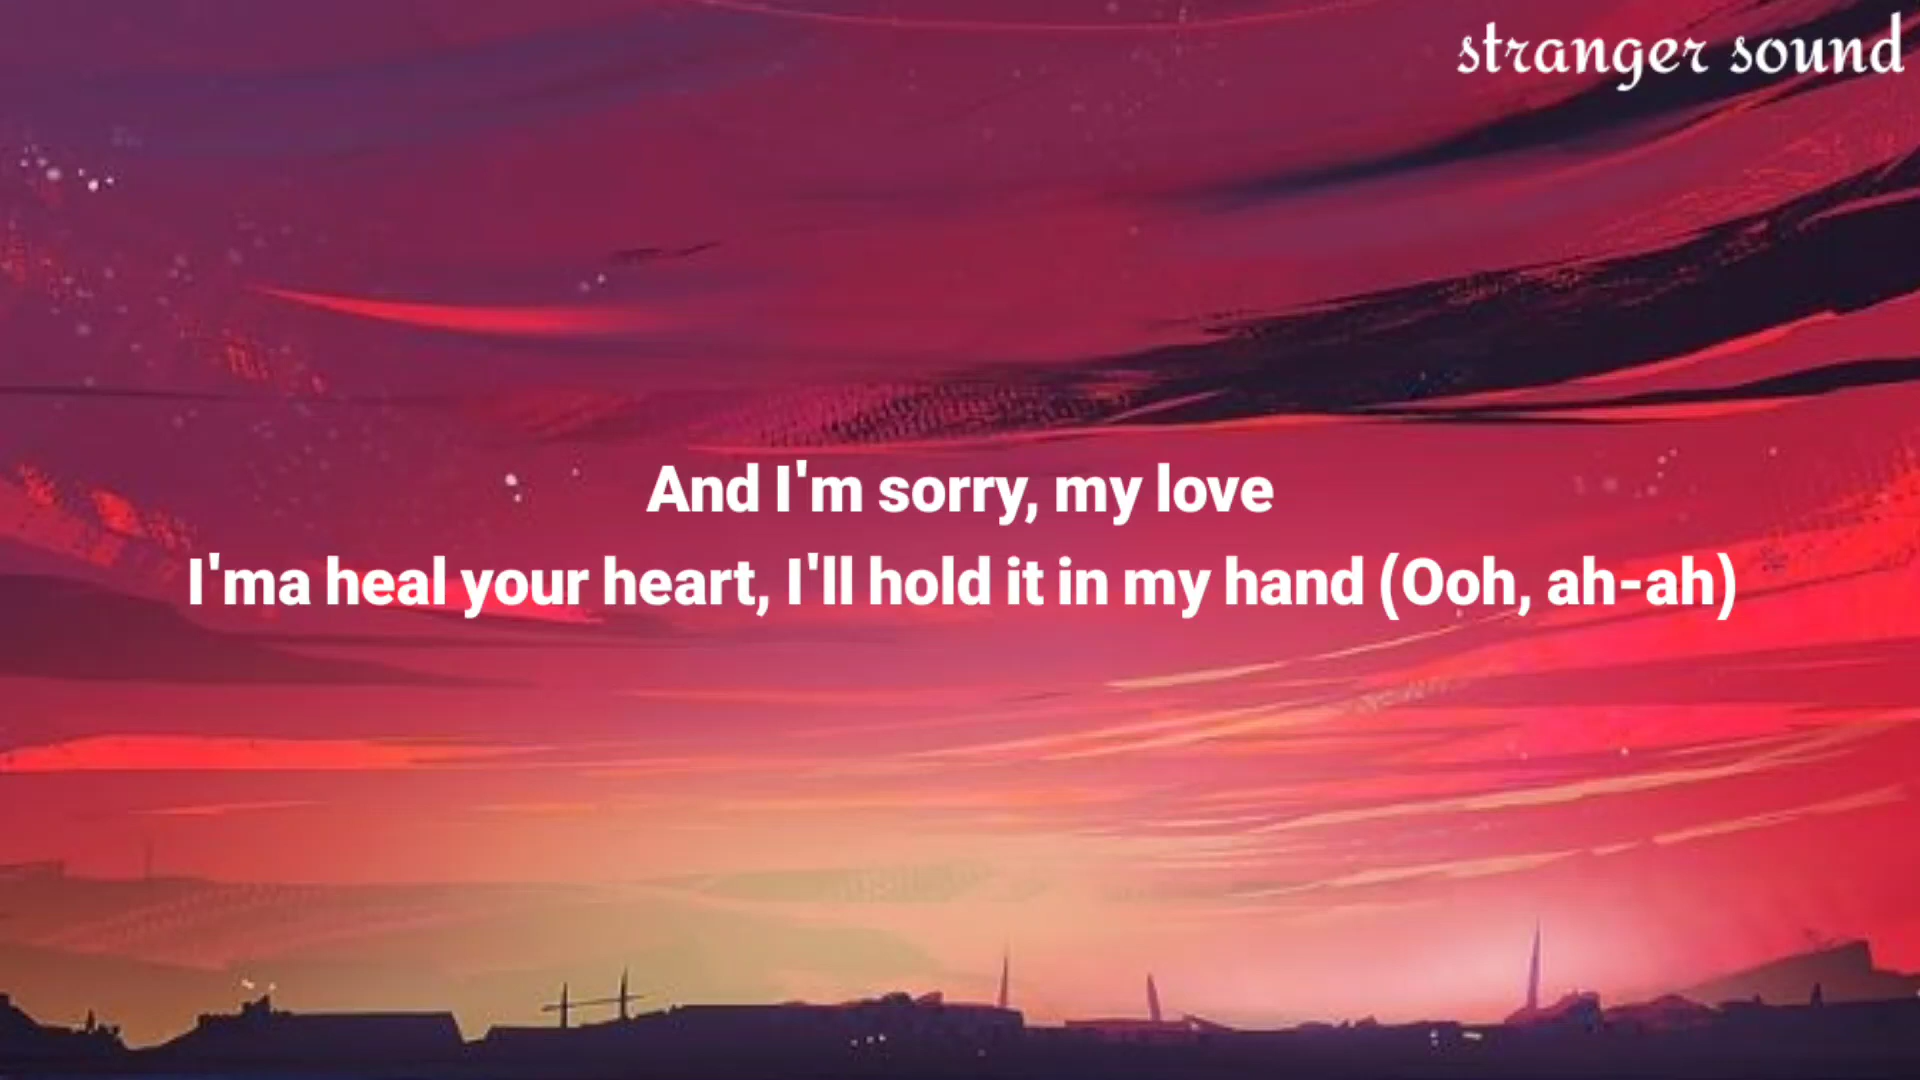 stranger sound
And I'm sorry, my love
I'ma heal your heart, I'll hold it in my hand (Ooh, ah-ah)